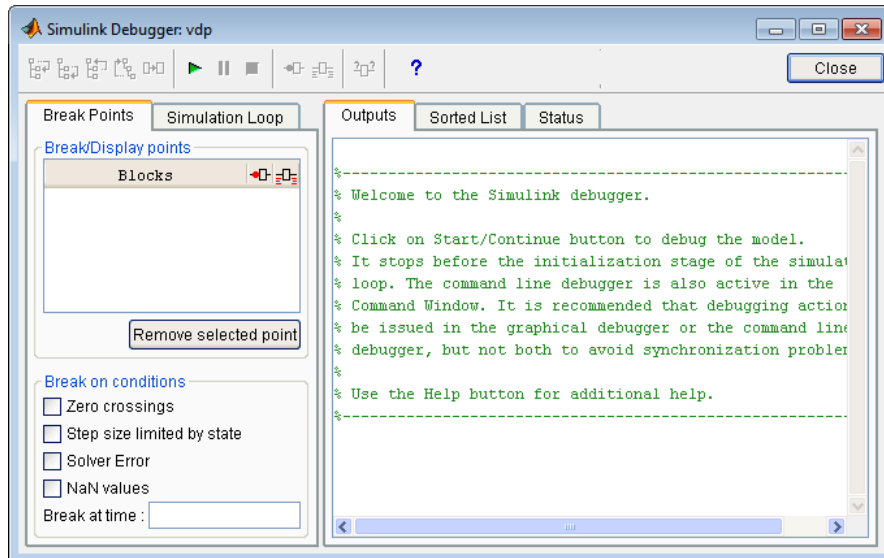 Simulink Debugger: vdp
?
Close
Break Points
Simulation Loop
Break/Display points
Blocks
Remove selected point
Break on conditions
Zero crossings
Step size limited by state
Solver Error
NaN values
Break at time :
Outputs
Sorted List
Status
%----------------------------------------------------------
% Welcome to the Simulink debugger.
%
% Click on Start/Continue button to debug the model.
% It stops before the initialization stage of the simulat
% loop. The command line debugger is also active in the
% Command Window. It is recommended that debugging action
% be issued in the graphical debugger or the command line
% debugger, but not both to avoid synchronization problem
%
% Use the Help button for additional help.
%----------------------------------------------------------